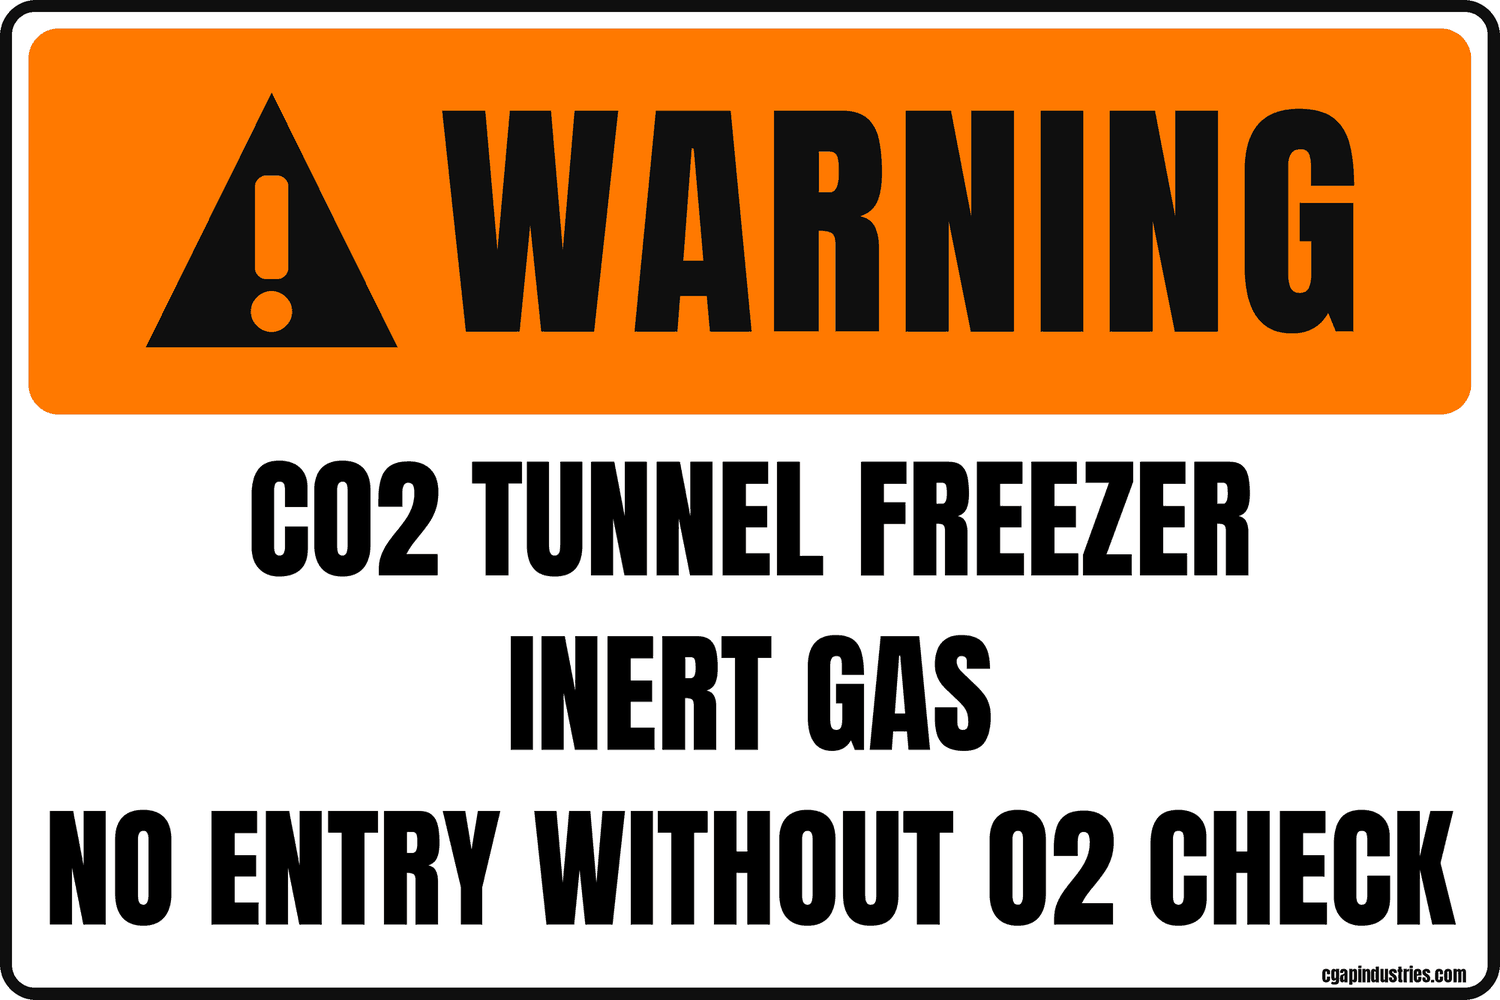 WARNING
CO2 TUNNEL FREEZER
INERT GAS
NO ENTRY WITHOUT O2 CHECK
cgapindustries.com